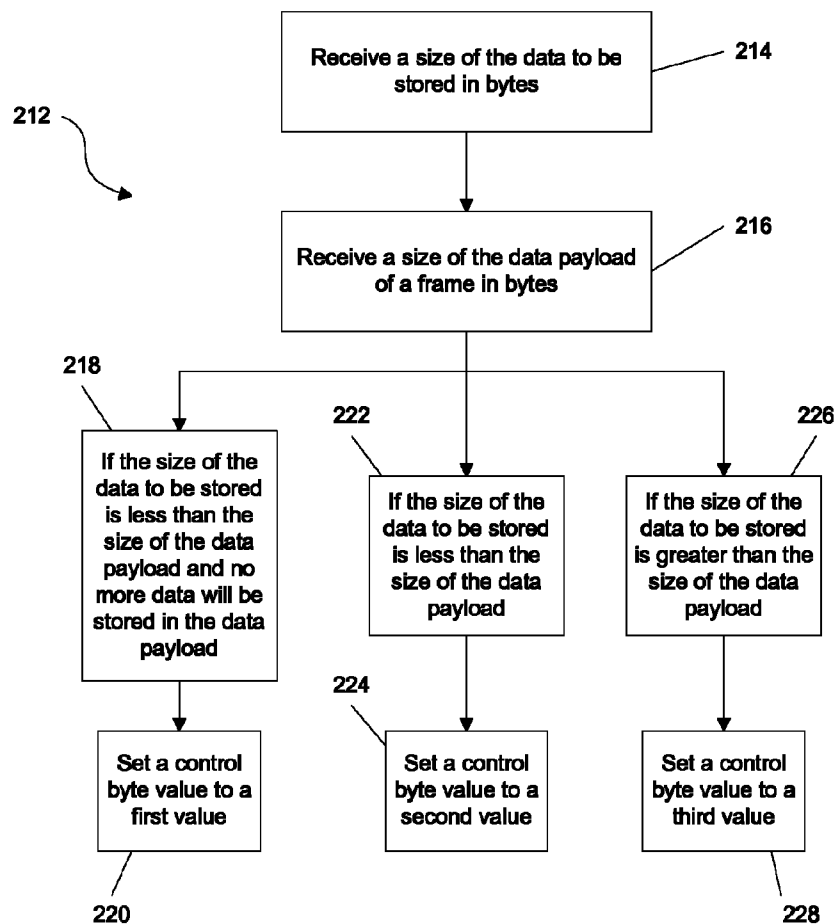 Receive a size of the data to be
stored in bytes
214
212
Receive a size of the data payload
of a frame in bytes
216
218
If the size of the
data to be stored
is less than the
size of the data
payload and no
more data will be
stored in the data
payload
222
If the size of the
data to be stored
is less than the
size of the data
payload
226
If the size of the
data to be stored
is greater than the
size of the data
payload
Set a control
byte value to a
first value
220
224
Set a control
byte value to a
second value
Set a control
byte value to a
third value
228